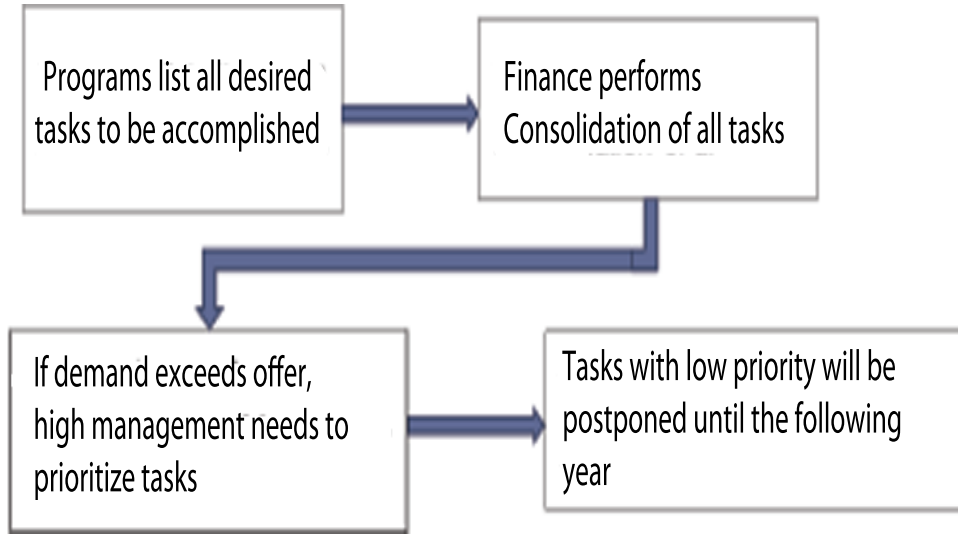 Programs list all desired
tasks to be accomplished
Finance performs
Consolidation of all tasks
If demand exceeds offer,
high management needs to
prioritize tasks
Tasks with low priority will be
postponed until the following
year